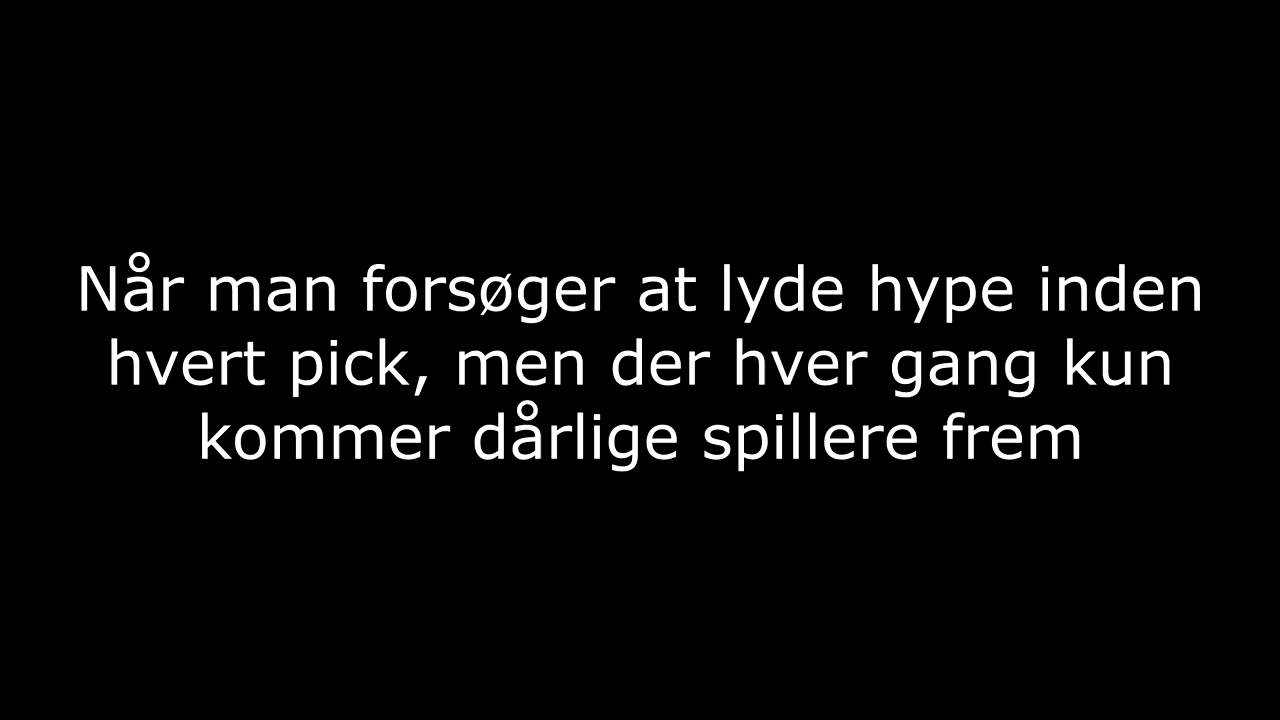 Når man forsøger at lyde hype inden
hvert pick, men der hver gang kun
kommer dårlige spillere frem